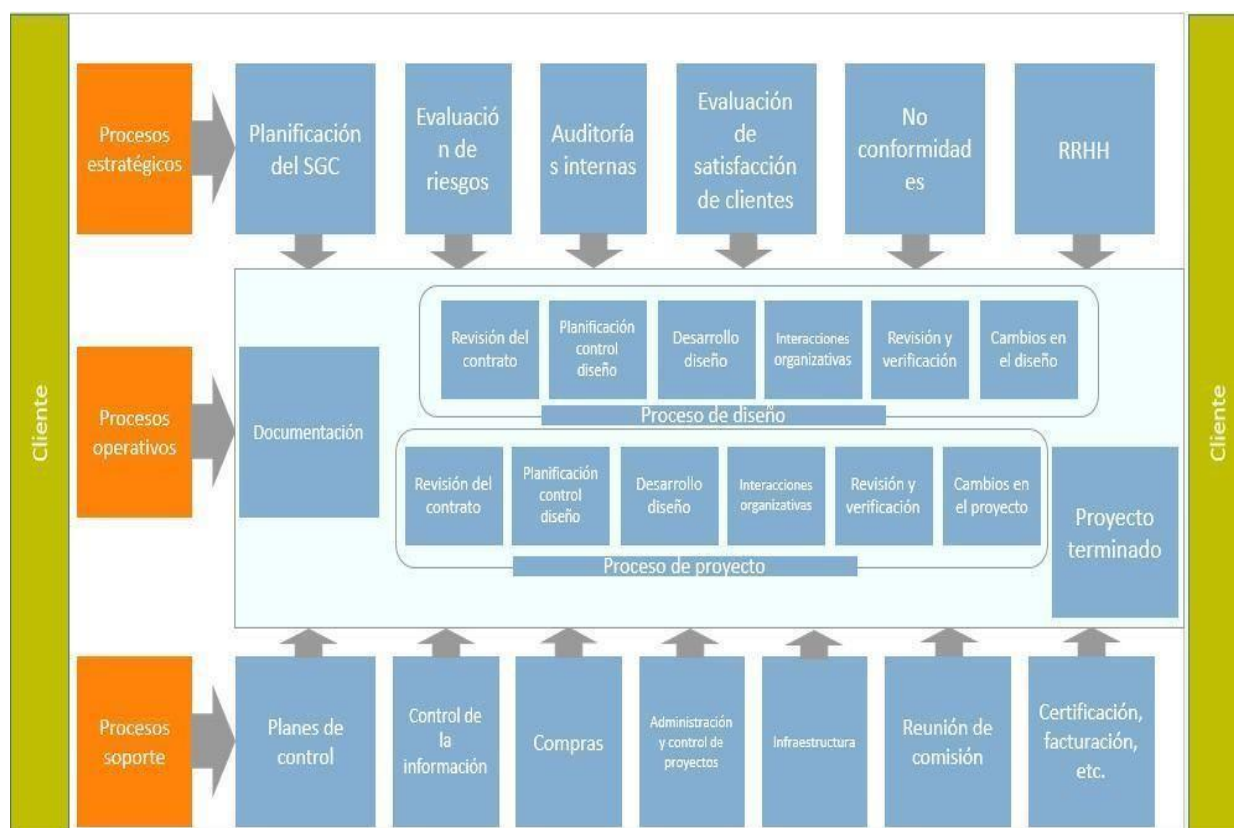 Cliente
Procesos
estratégicos
Planificación
del SGC
Evaluació
n de
riesgos
Auditoría
s internas
Evaluación
de
satisfacción
de clientes
No
conformidad
es
RRHH
Procesos
operativos
Documentación
Revisión del
contrato
Planificación
control
diseño
Desarrollo
diseño
Interacciones
organizativas
Revisión y
verificación
Cambios en
el diseño
Proceso de diseño
Revisión del
contrato
Planificación
control
diseño
Desarrollo
diseño
Interacciones
organizativas
Revisión y
verificación
Cambios en
el proyecto
Proceso de proyecto
Proyecto
terminado
Procesos
soporte
Planes de
control
Control de
la
información
Compras
Administración
y control de
proyectos
Infraestructura
Reunión de
comisión
Certificación,
facturación,
etc.
Cliente